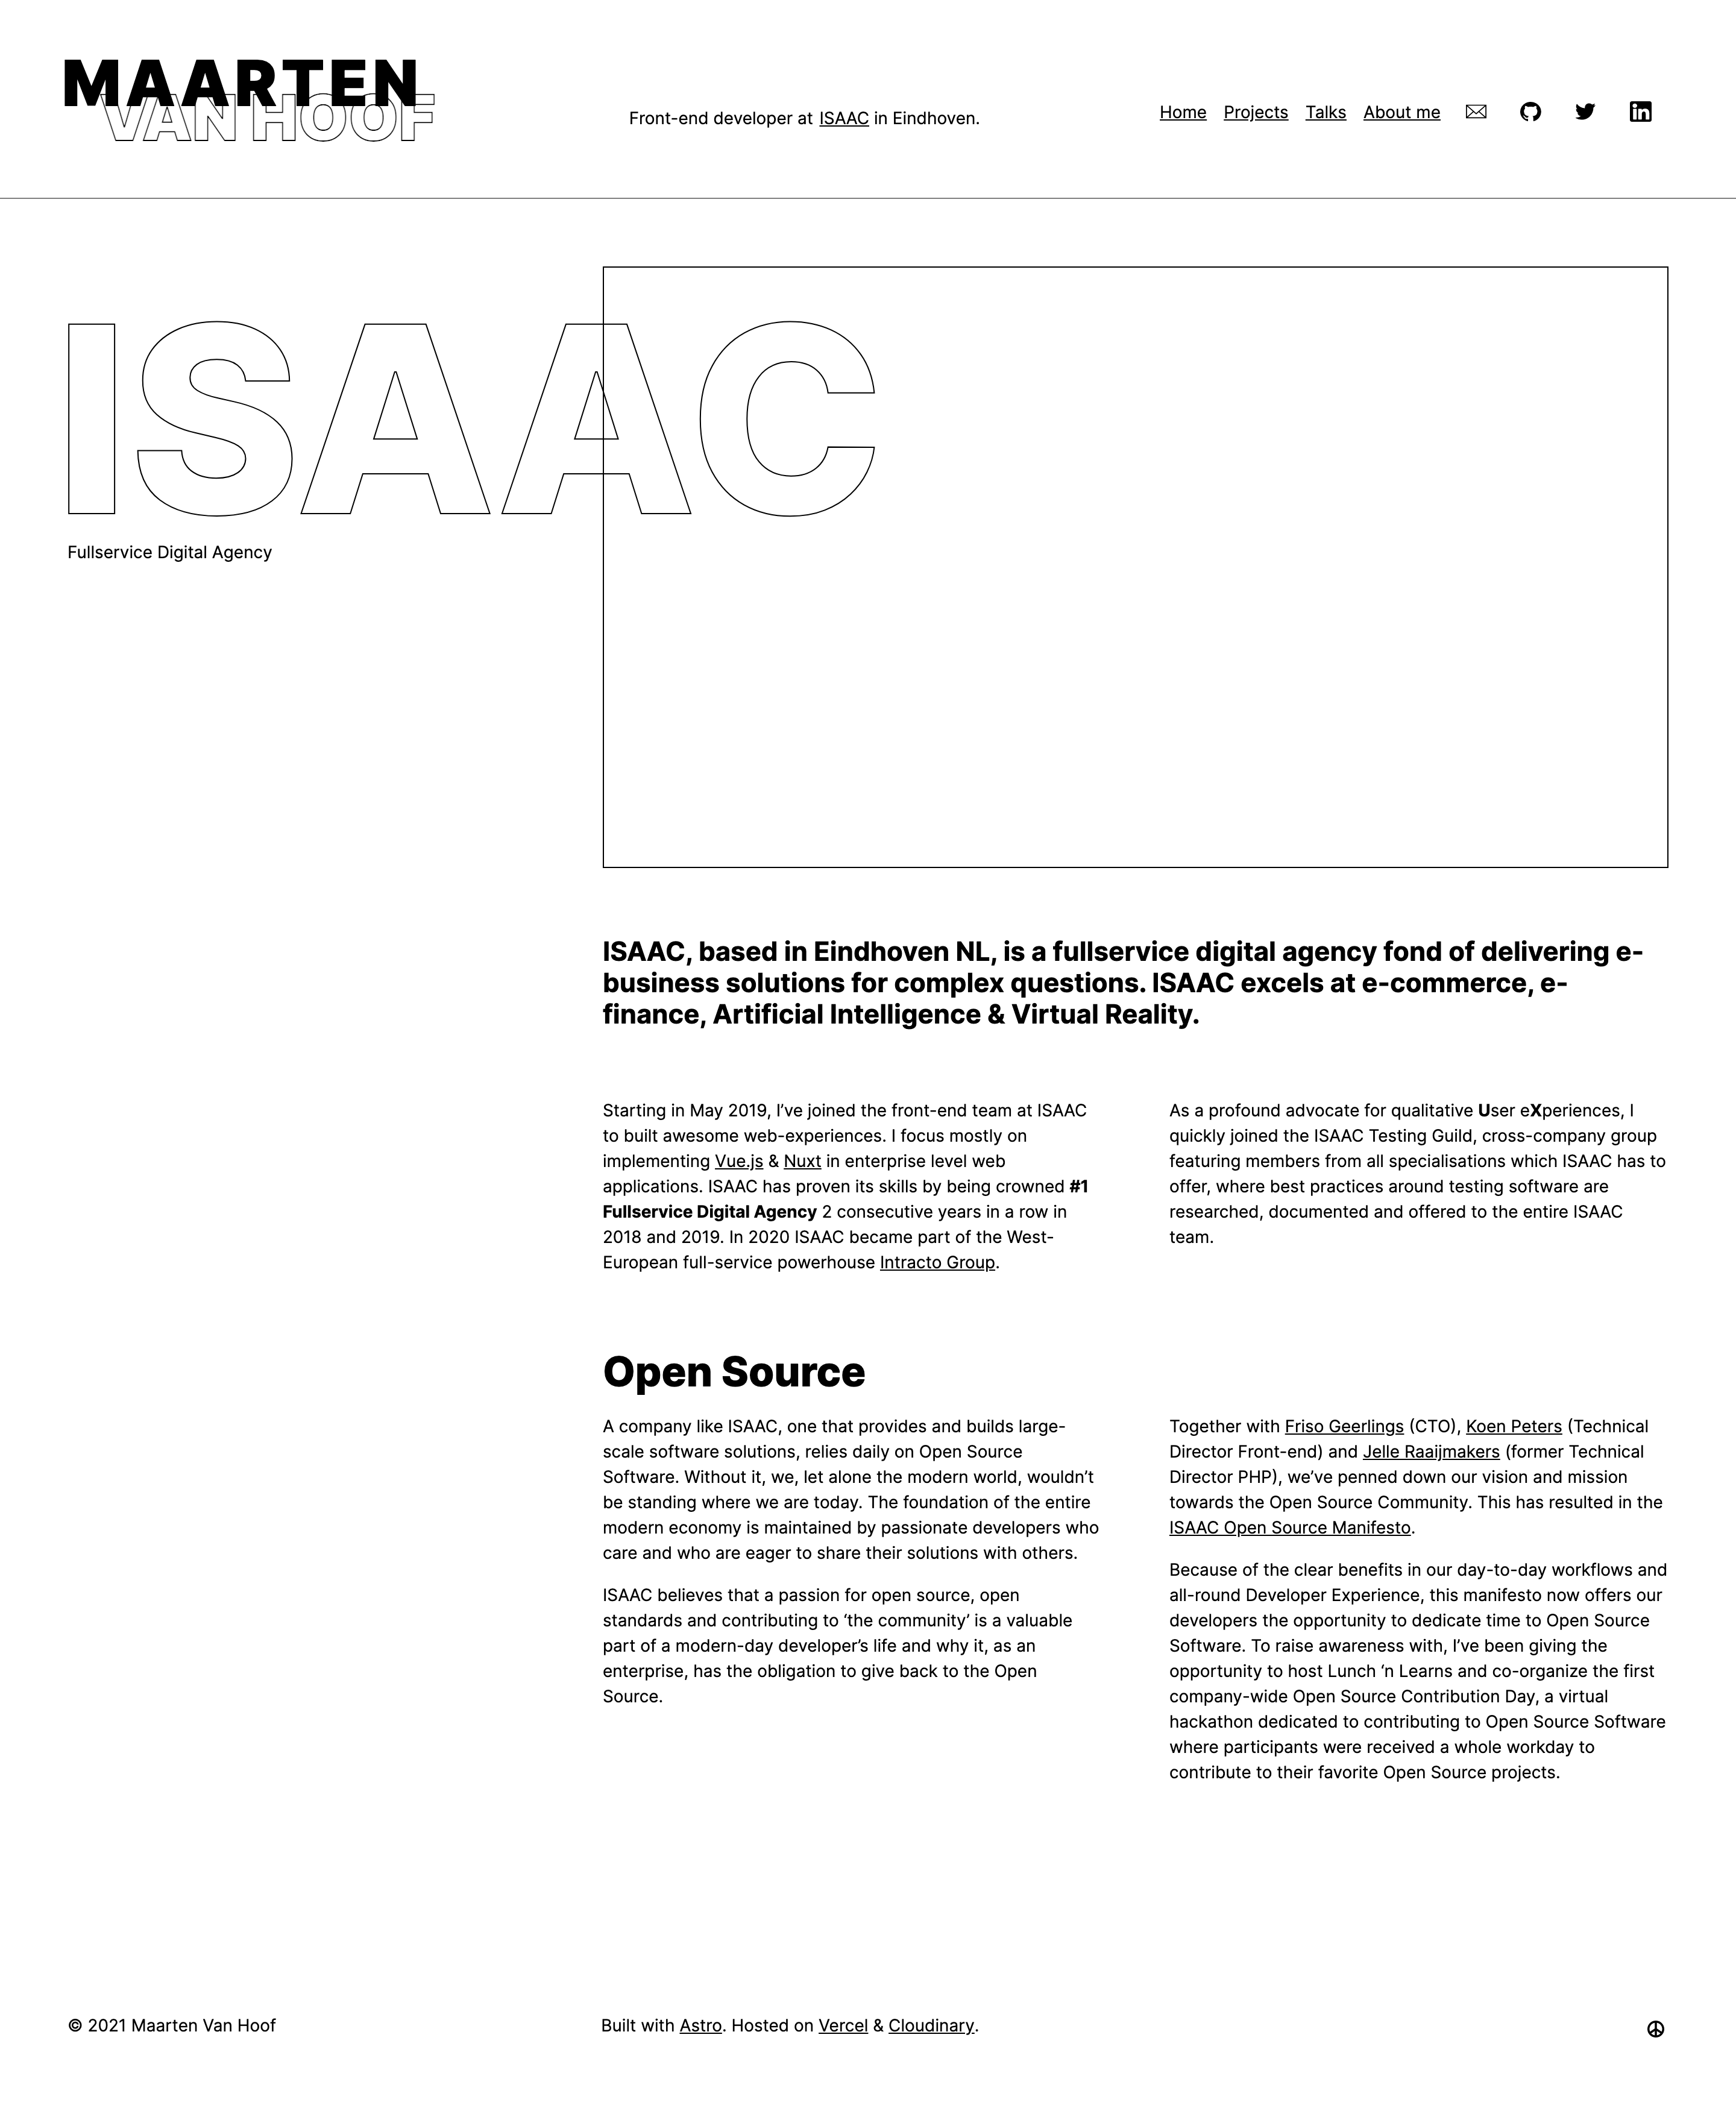 MAARTEN
VAN HOOF
Front-end developer at ISAAC in Eindhoven.
Home Projects Talks About me
ISAAC
Fullservice Digital Agency
ISAAC, based in Eindhoven NL, is a fullservice digital agency fond of delivering e-
business solutions for complex questions. ISAAC excels at e-commerce, e-
finance, Artificial Intelligence & Virtual Reality.
Starting in May 2019, I’ve joined the front-end team at ISAAC
to built awesome web-experiences. I focus mostly on
implementing Vue.js & Nuxt in enterprise level web
applications. ISAAC has proven its skills by being crowned #1
Fullservice Digital Agency 2 consecutive years in a row in
2018 and 2019. In 2020 ISAAC became part of the West-
European full-service powerhouse Intracto Group.
As a profound advocate for qualitative User eXperiences, I
quickly joined the ISAAC Testing Guild, cross-company group
featuring members from all specialisations which ISAAC has to
offer, where best practices around testing software are
researched, documented and offered to the entire ISAAC
team.
Open Source
A company like ISAAC, one that provides and builds large-
scale software solutions, relies daily on Open Source
Software. Without it, we, let alone the modern world, wouldn’t
be standing where we are today. The foundation of the entire
modern economy is maintained by passionate developers who
care and who are eager to share their solutions with others.
ISAAC believes that a passion for open source, open
standards and contributing to ‘the community’ is a valuable
part of a modern-day developer’s life and why it, as an
enterprise, has the obligation to give back to the Open
Source.
Together with Friso Geerlings (CTO), Koen Peters (Technical
Director Front-end) and Jelle Raaijmakers (former Technical
Director PHP), we’ve penned down our vision and mission
towards the Open Source Community. This has resulted in the
ISAAC Open Source Manifesto.
Because of the clear benefits in our day-to-day workflows and
all-round Developer Experience, this manifesto now offers our
developers the opportunity to dedicate time to Open Source
Software. To raise awareness with, I’ve been giving the
opportunity to host Lunch ‘n Learns and co-organize the first
company-wide Open Source Contribution Day, a virtual
hackathon dedicated to contributing to Open Source Software
where participants were received a whole workday to
contribute to their favorite Open Source projects.
© 2021 Maarten Van Hoof
Built with Astro. Hosted on Vercel & Cloudinary.
☮